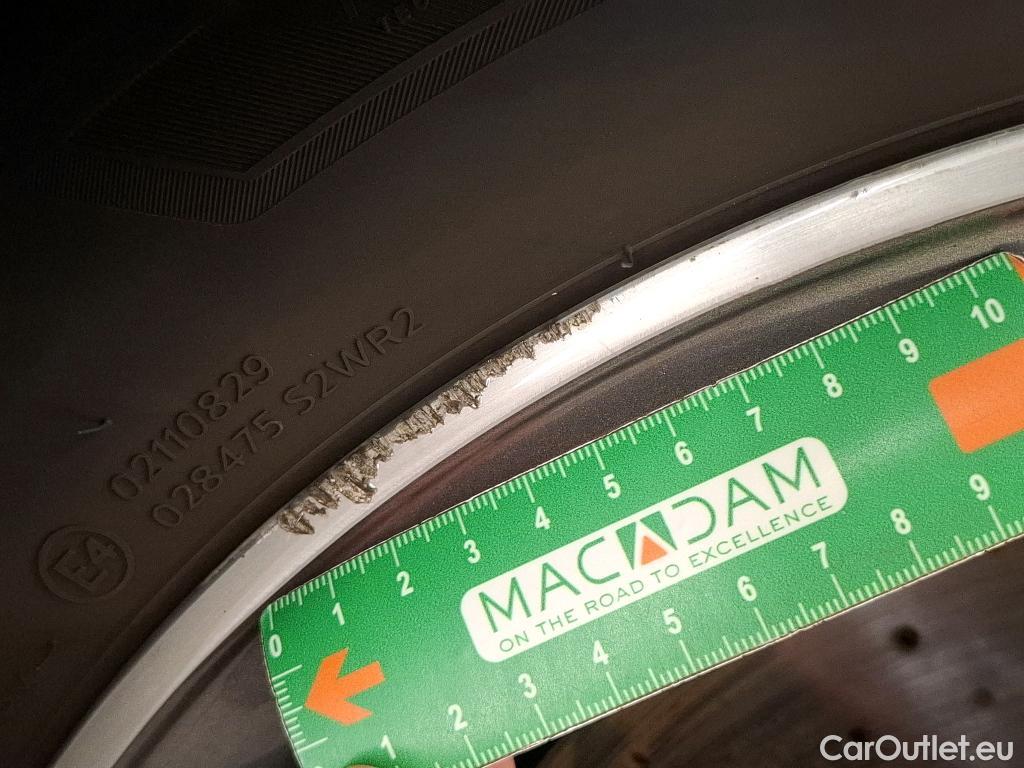 02110829
028475 S2WR2
E4
0 1 2 3 4 5 6 7 8 9 10
MACADAM
ON THE ROAD TO EXCELLENCE
1 2 3 4 5 6 7 8 9
CarOutlet.eu